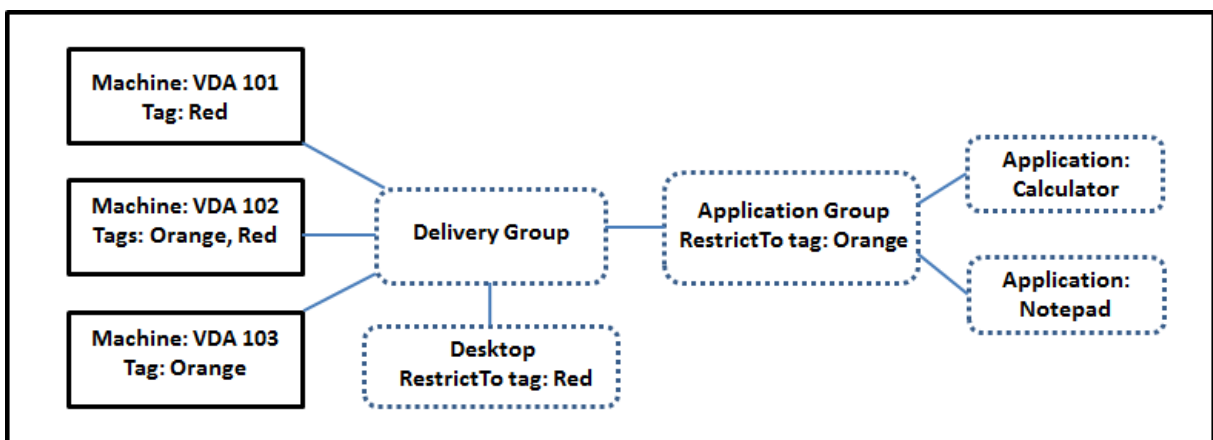 Machine: VDA 101
Tag: Red
Machine: VDA 102
Tags: Orange, Red
Machine: VDA 103
Tag: Orange
Delivery Group
Desktop
RestrictTo tag: Red
Application Group
RestrictTo tag: Orange
Application:
Calculator
Application:
Notepad